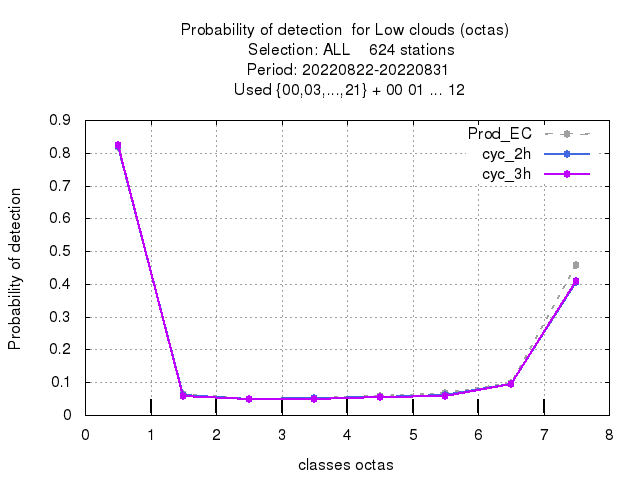 Probability of detection  for Low clouds (octas)
Selection: ALL    624 stations
Period: 20220822-20220831
Used {00,03,...,21} + 00 01 ... 12
Probability of detection
0.9
0.8
0.7
0.6
0.5
0.4
0.3
0.2
0.1
0
Prod_EC
cyc_2h
cyc_3h
0 1 2 3 4 5 6 7 8
classes octas